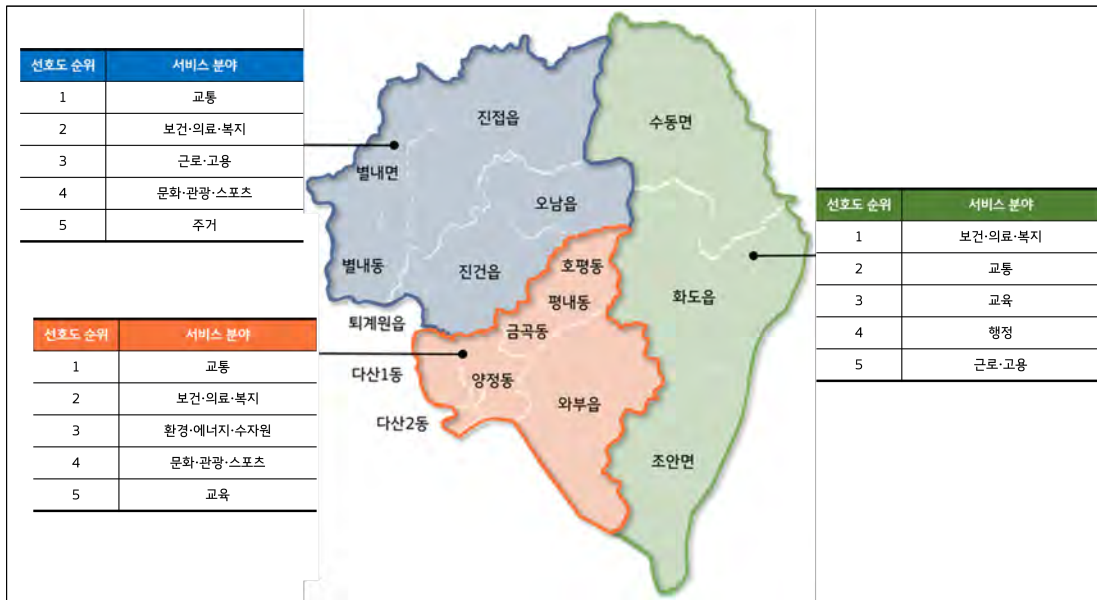 선호도 순위 서비스 분야
1 교통
2 보건·의료·복지
3 근로·고용
4 문화·관광·스포츠
5 주거
진접읍
수동면
별내면
오남읍
별내동
진건읍
호평동
평내동
화도읍
퇴계원읍
금곡동
다산1동
양정동
와부읍
다산2동
조안면
선호도 순위 서비스 분야
1 보건·의료·복지
2 교통
3 교육
4 행정
5 근로·고용
선호도 순위 서비스 분야
1 교통
2 보건·의료·복지
3 환경·에너지·수자원
4 문화·관광·스포츠
5 교육